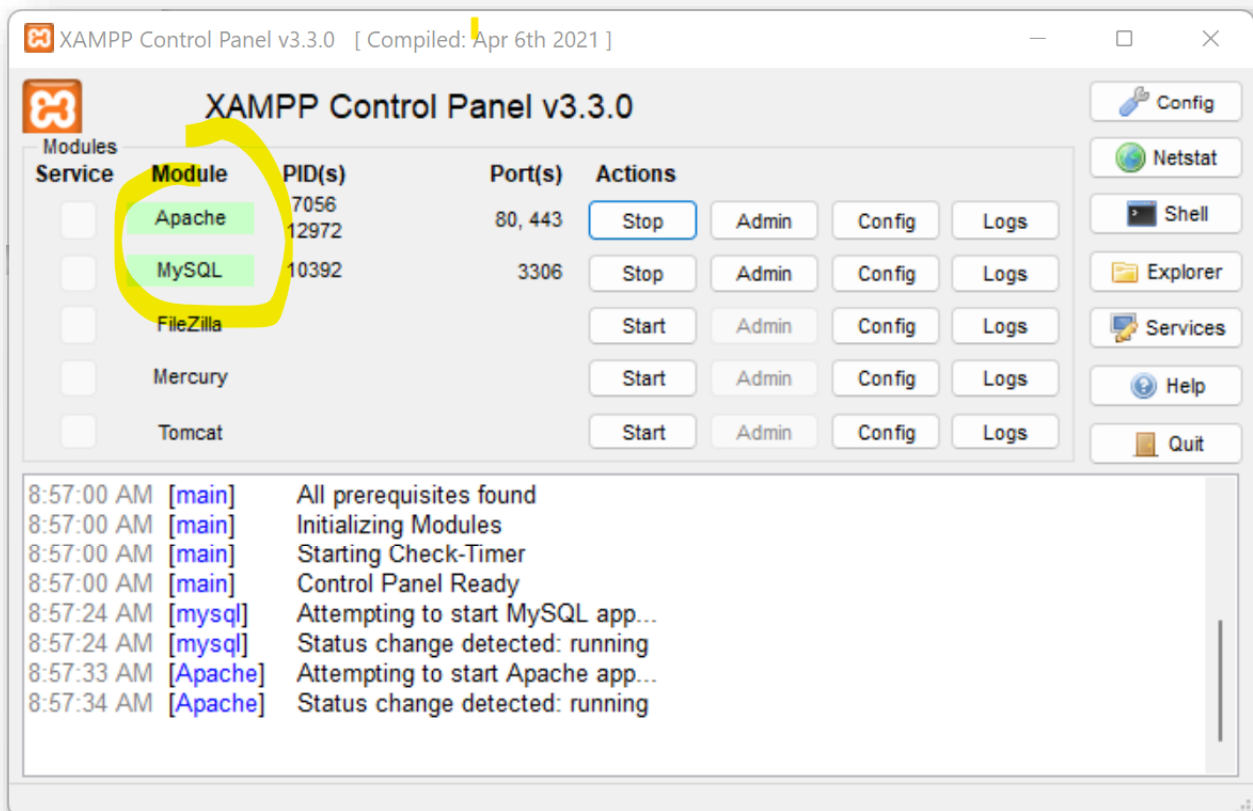 XAMPP Control Panel v3.3.0 [ Compiled: Apr 6th 2021 ]
XAMPP Control Panel v3.3.0
Config
Modules
Netstat
Service Module PID(s) Port(s) Actions
Apache 7056 12972 80, 443 Stop Admin Config Logs
Shell
MySQL 10392 3306 Stop Admin Config Logs
Explorer
FileZilla Start Admin Config Logs
Services
Mercury Start Admin Config Logs
Help
Tomcat Start Admin Config Logs
Quit
8:57:00 AM [main] All prerequisites found
8:57:00 AM [main] Initializing Modules
8:57:00 AM [main] Starting Check-Timer
8:57:00 AM [main] Control Panel Ready
8:57:24 AM [mysql] Attempting to start MySQL app...
8:57:24 AM [mysql] Status change detected: running
8:57:33 AM [Apache] Attempting to start Apache app...
8:57:34 AM [Apache] Status change detected: running